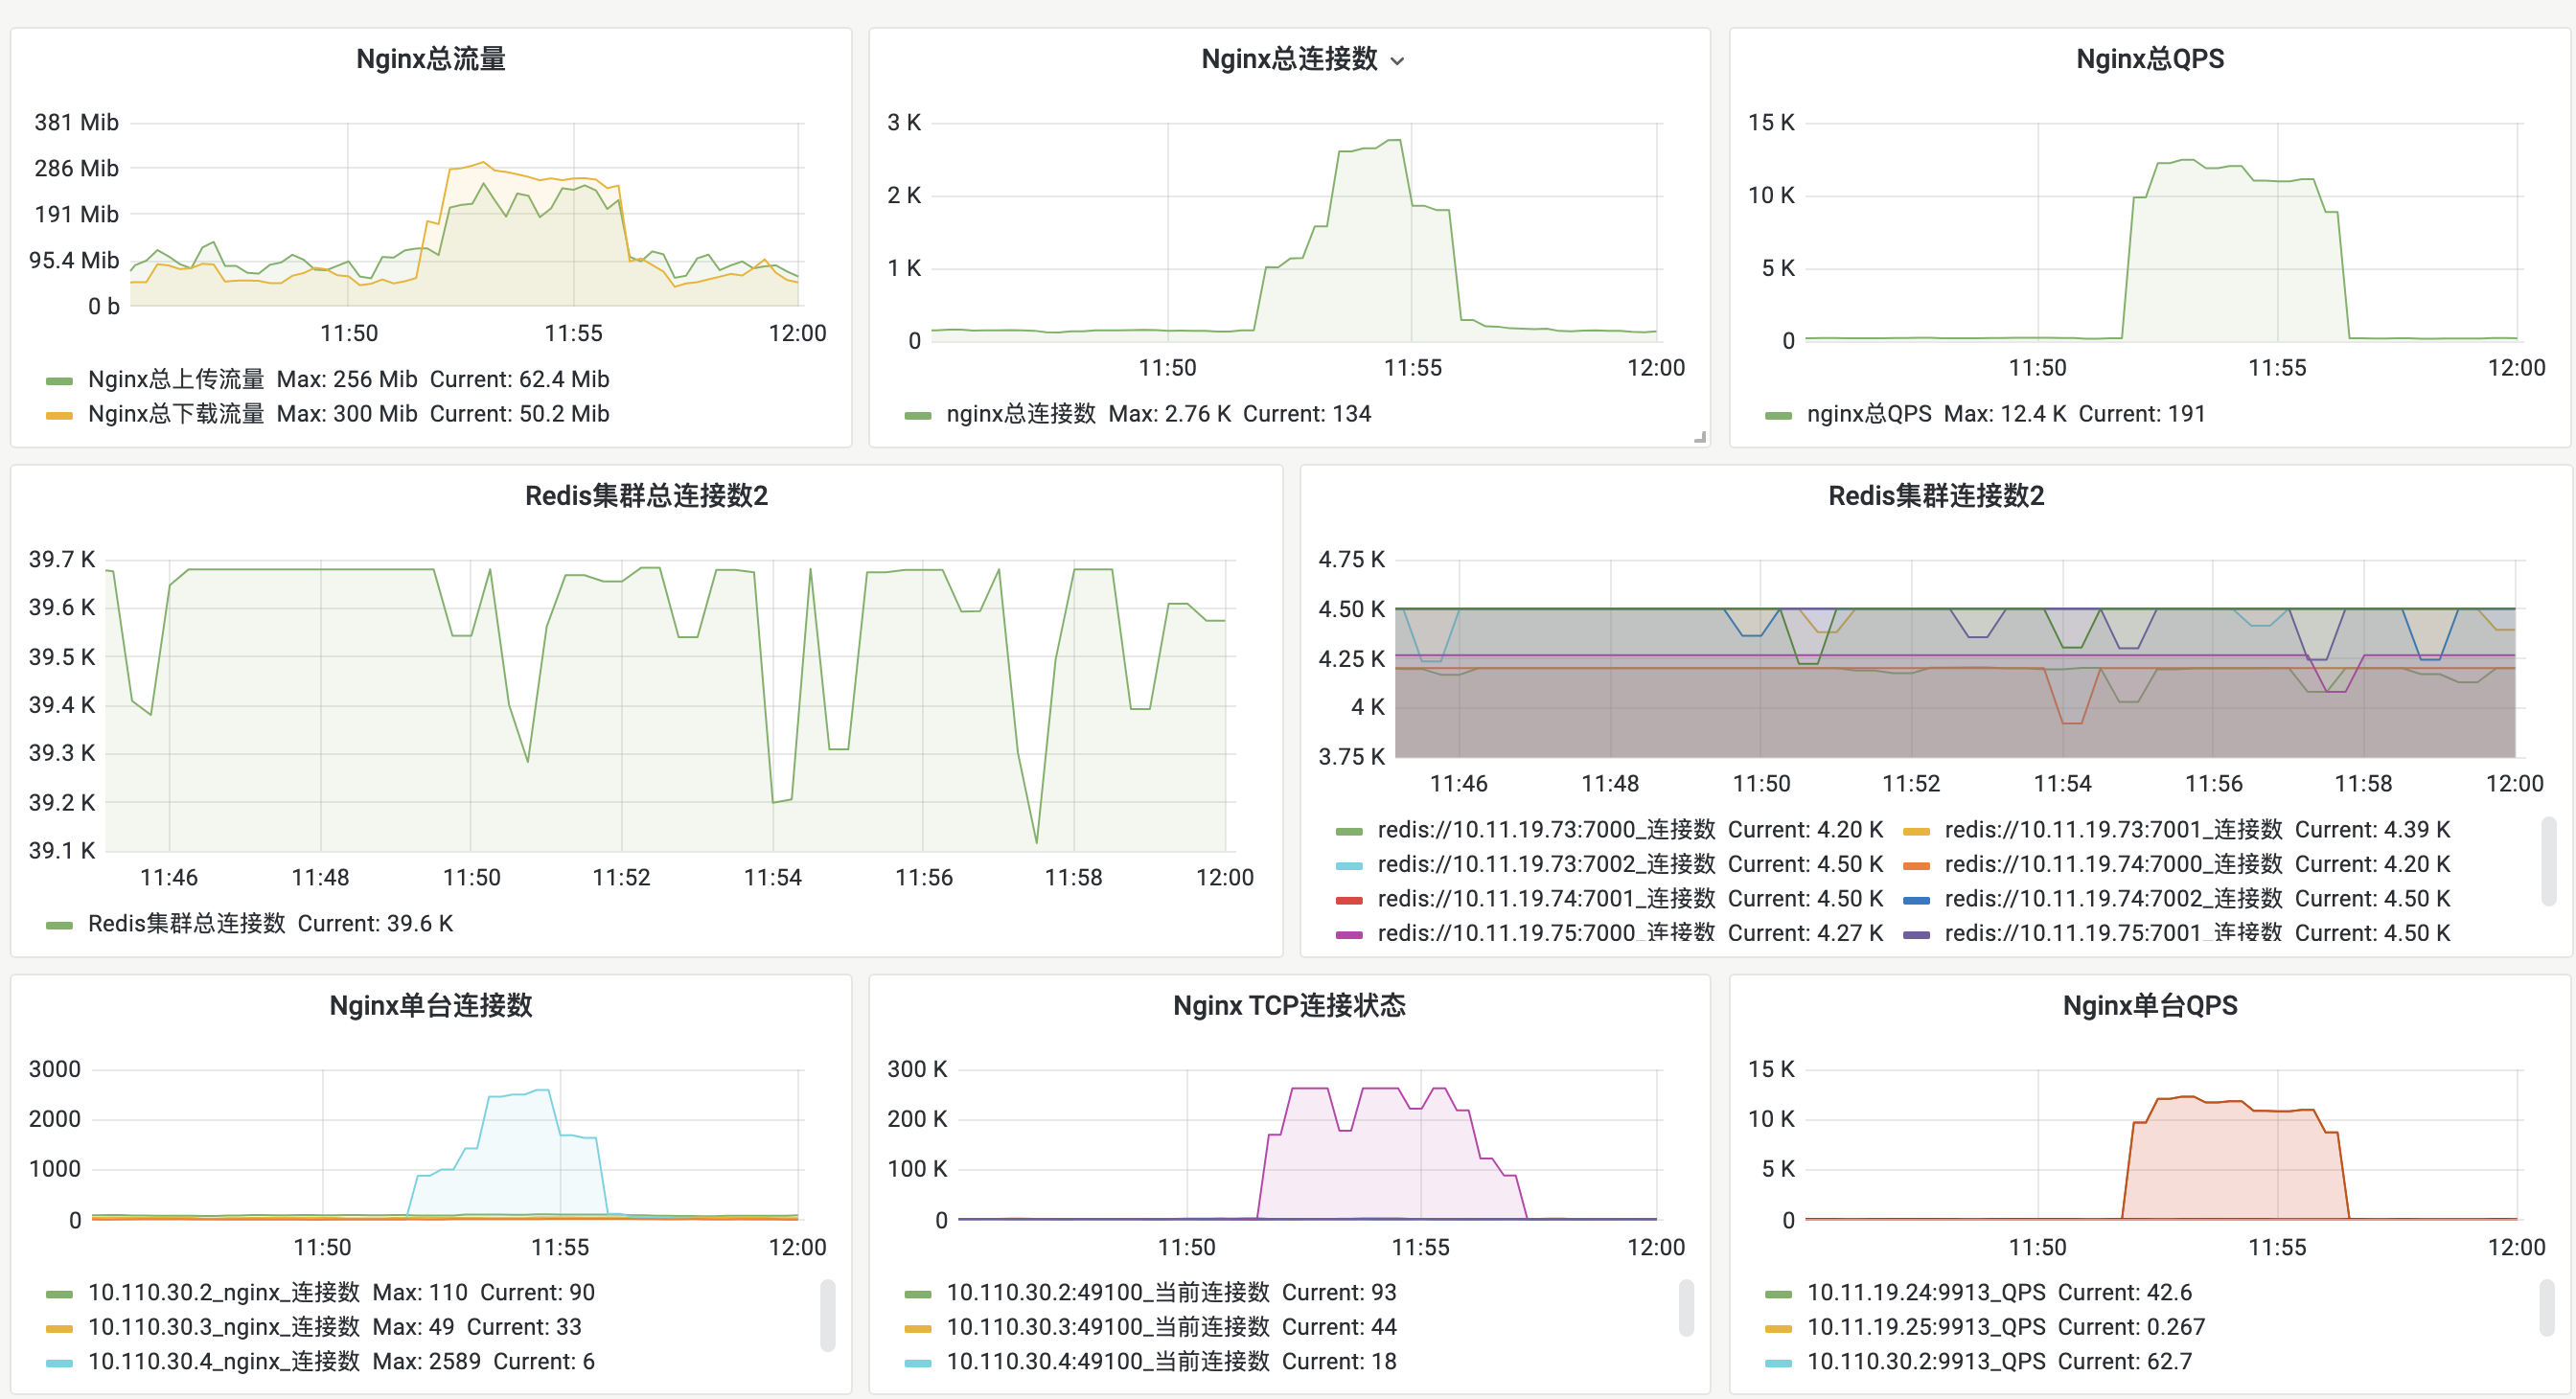 Nginx总流量
381 Mib
286 Mib
191 Mib
95.4 Mib
0 b
11:50 11:55 12:00
Nginx总上传流量 Max: 256 Mib Current: 62.4 Mib
Nginx总下载流量 Max: 300 Mib Current: 50.2 Mib
Nginx总连接数
3 K
2 K
1 K
0
11:50 11:55 12:00
nginx总连接数 Max: 2.76 K Current: 134
Nginx总QPS
15 K
10 K
5 K
0
11:50 11:55 12:00
nginx总QPS Max: 12.4 K Current: 191
Redis集群总连接数2
39.7 K
39.6 K
39.5 K
39.4 K
39.3 K
39.2 K
39.1 K
11:46 11:48 11:50 11:52 11:54 11:56 11:58 12:00
Redis集群总连接数 Current: 39.6 K
Redis集群连接数2
4.75 K
4.50 K
4.25 K
4 K
3.75 K
11:46 11:48 11:50 11:52 11:54 11:56 11:58 12:00
redis://10.11.19.73:7000_连接数 Current: 4.20 K redis://10.11.19.73:7001_连接数 Current: 4.39 K
redis://10.11.19.73:7002_连接数 Current: 4.50 K redis://10.11.19.74:7000_连接数 Current: 4.20 K
redis://10.11.19.74:7001_连接数 Current: 4.50 K redis://10.11.19.74:7002_连接数 Current: 4.50 K
redis://10.11.19.75:7000_连接数 Current: 4.27 K redis://10.11.19.75:7001_连接数 Current: 4.50 K
Nginx单台连接数
3000
2000
1000
0
11:50 11:55 12:00
10.110.30.2_nginx_连接数 Max: 110 Current: 90
10.110.30.3_nginx_连接数 Max: 49 Current: 33
10.110.30.4_nginx_连接数 Max: 2589 Current: 6
Nginx TCP连接状态
300 K
200 K
100 K
0
11:50 11:55 12:00
10.110.30.2:49100_当前连接数 Current: 93
10.110.30.3:49100_当前连接数 Current: 44
10.110.30.4:49100_当前连接数 Current: 18
Nginx单台QPS
15 K
10 K
5 K
0
11:50 11:55 12:00
10.11.19.24:9913_QPS Current: 42.6
10.11.19.25:9913_QPS Current: 0.267
10.110.30.2:9913_QPS Current: 62.7